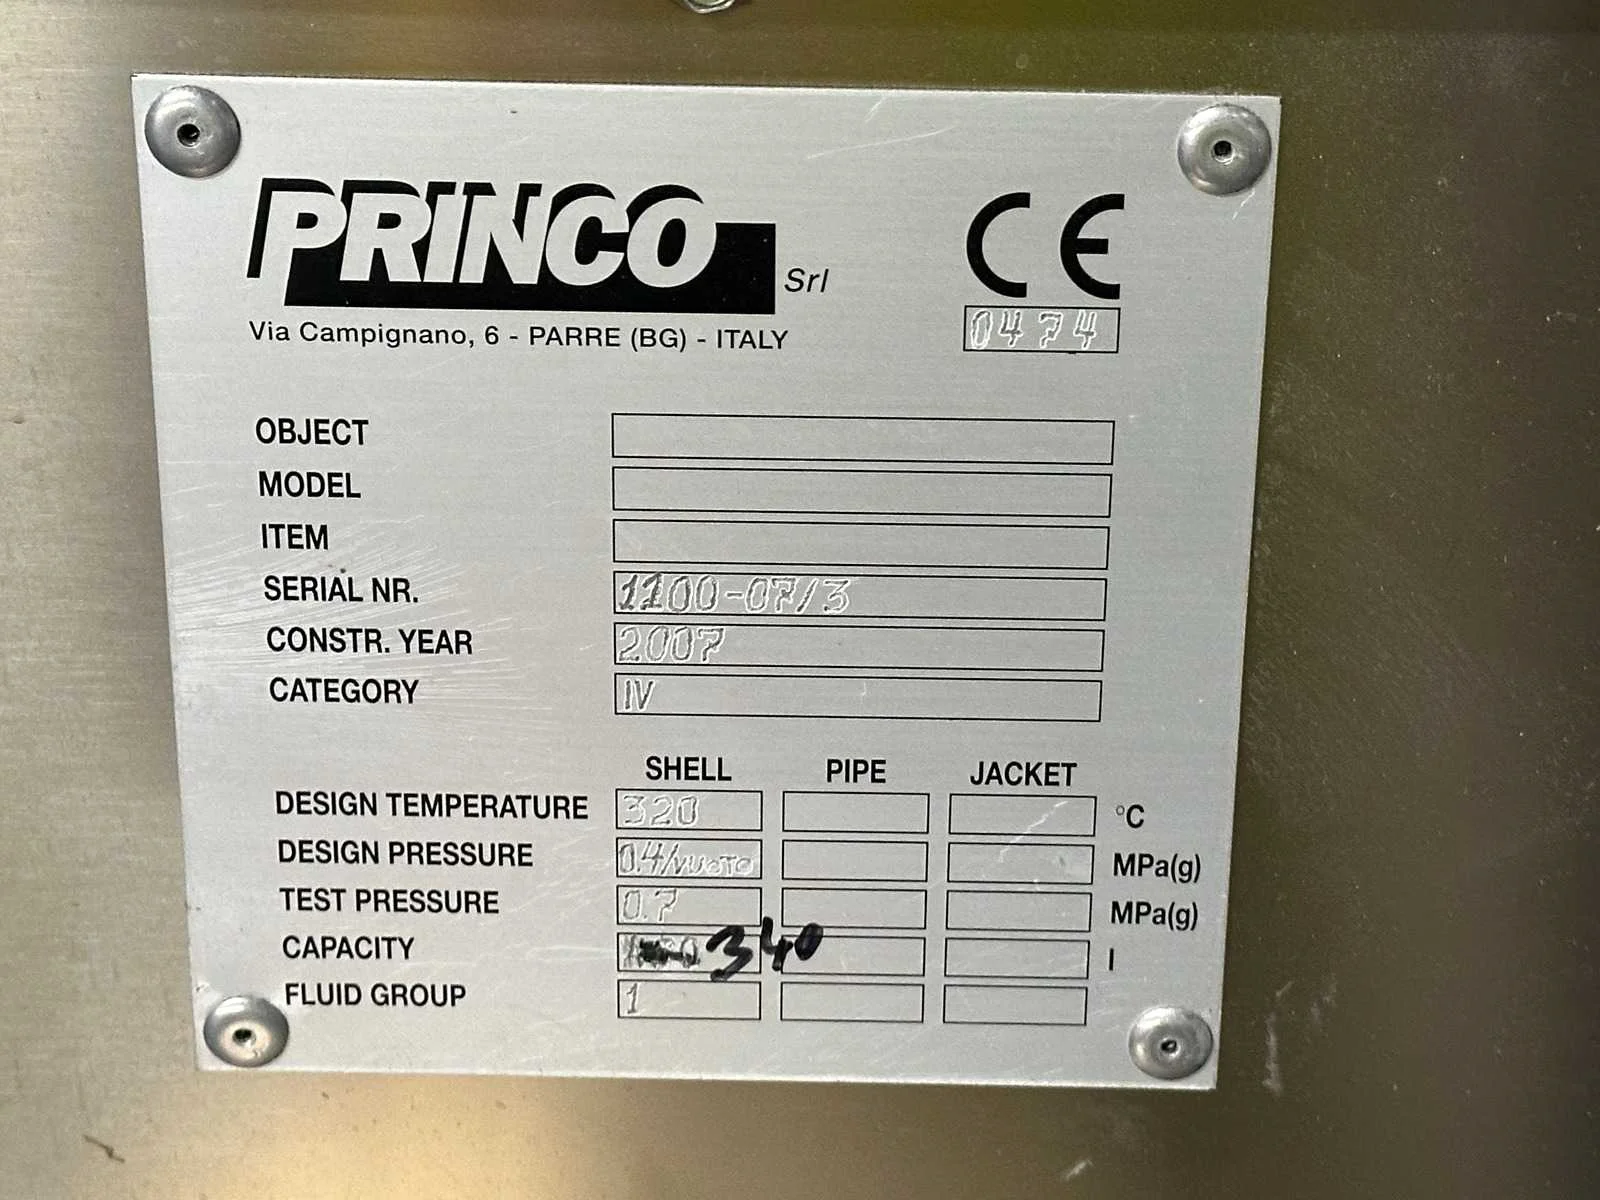 PRINCO Srl
CE
Via Campignano, 6 - PARRE (BG) - ITALY
0474
OBJECT
MODEL
ITEM
SERIAL NR. 1100-07/3
CONSTR. YEAR 2007
CATEGORY IV
SHELL PIPE JACKET
DESIGN TEMPERATURE 320 °C
DESIGN PRESSURE 0.4/VUOTO MPa(g)
TEST PRESSURE 0.7 MPa(g)
CAPACITY 340 l
FLUID GROUP 1